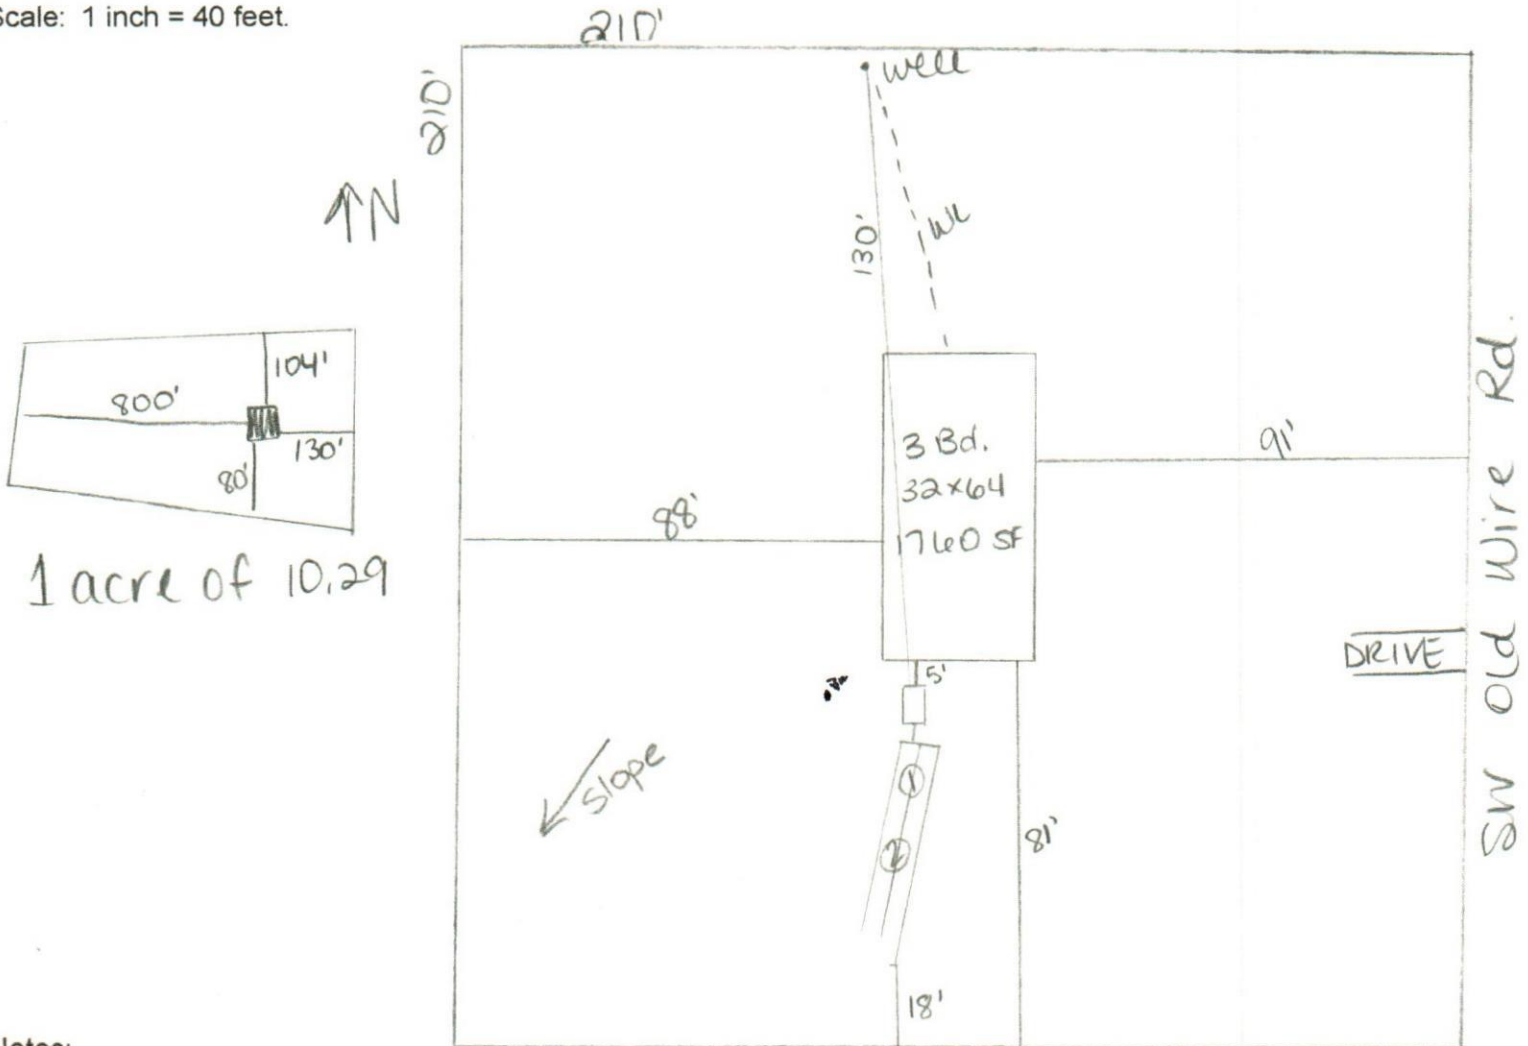 Scale: 1 inch = 40 feet.
210'
210'
well
↑N
130'
WL
104'
800'
130'
80'
1 acre of 10.29
3 Bd.
32x64
1760 SF
91'
88'
SW Old Wire Rd.
DRIVE
5'
slope
1
2
81'
18'
Notes: